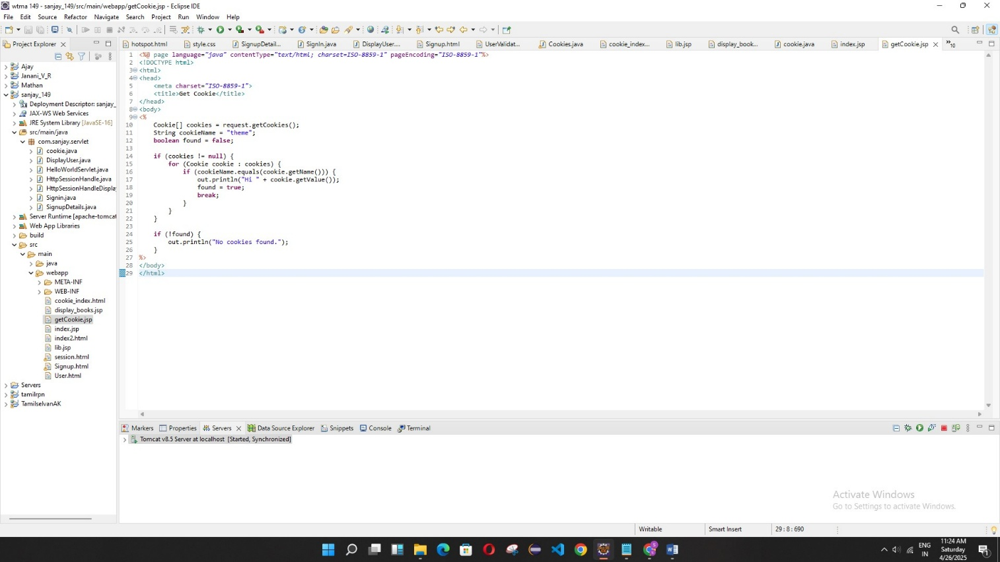 wtma 149 - sanjay_149/src/main/webapp/getCookie.jsp - Eclipse IDE
File Edit Source Refactor Navigate Search Project Run Window Help
Project Explorer
hotspot.html style.css SignupDetail... SignIn.java DisplayUser.... Signup.html UserValidat... Cookies.java cookie_index... lib.jsp display_book... cookie.java index.jsp getCookie.jsp »10
Ajay
Janani_V_R
Mathan
sanjay_149
Deployment Descriptor: sanjay_
JAX-WS Web Services
JRE System Library [JavaSE-16]
src/main/java
com.sanjay.servlet
cookie.java
DisplayUser.java
HelloWorldServlet.java
HttpSessionHandle.java
HttpSessionHandleDispla
Signin.java
SignupDetails.java
Server Runtime [apache-tomcat
Web App Libraries
build
src
main
java
webapp
META-INF
WEB-INF
cookie_index.html
display_books.jsp
getCookie.jsp
index.jsp
index2.html
lib.jsp
session.html
Signup.html
User.html
Servers
tamilrpn
TamilselvanAK
1 <%@ page language="java" contentType="text/html; charset=ISO-8859-1" pageEncoding="ISO-8859-1"%>
2 <!DOCTYPE html>
3 <html>
4 <head>
5 <meta charset="ISO-8859-1">
6 <title>Get Cookie</title>
7 </head>
8 <body>
9 <%
10 Cookie[] cookies = request.getCookies();
11 String cookieName = "theme";
12 boolean found = false;
13
14 if (cookies != null) {
15 for (Cookie cookie : cookies) {
16 if (cookieName.equals(cookie.getName())) {
17 out.println("Hi " + cookie.getValue());
18 found = true;
19 break;
20 }
21 }
22 }
23
24 if (!found) {
25 out.println("No cookies found.");
26 }
27 %>
28 </body>
29 </html>
Markers Properties Servers Data Source Explorer Snippets Console Terminal
Tomcat v8.5 Server at localhost [Started, Synchronized]
Activate Windows
Go to Settings to activate Windows.
Writable Smart Insert 29 : 8 : 690
ENG
IN
11:24 AM
Saturday
4/26/2025
1